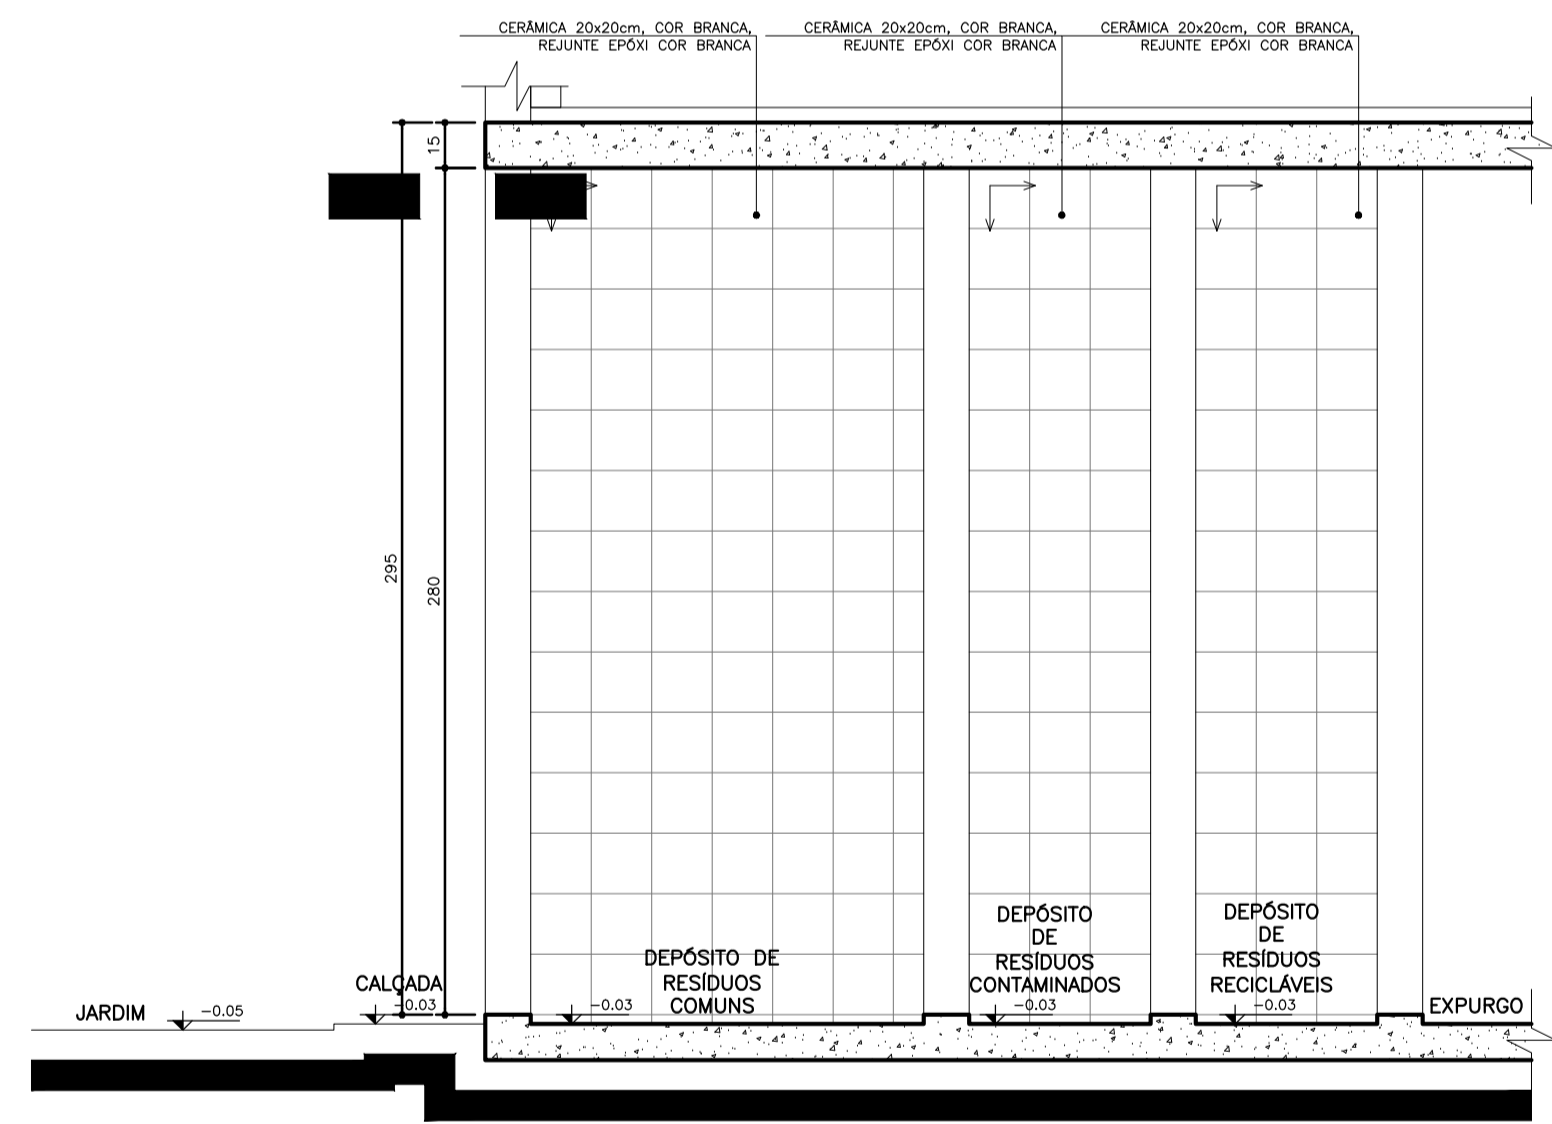 CERÂMICA 20x20cm, COR BRANCA,
REJUNTE EPÓXI COR BRANCA
CERÂMICA 20x20cm, COR BRANCA,
REJUNTE EPÓXI COR BRANCA
CERÂMICA 20x20cm, COR BRANCA,
REJUNTE EPÓXI COR BRANCA
15
295
280
DEPÓSITO DE
RESÍDUOS
COMUNS
DEPÓSITO
DE
RESÍDUOS
CONTAMINADOS
DEPÓSITO
DE
RESÍDUOS
RECICLÁVEIS
CALÇADA
JARDIM
EXPURGO
-0.05
-0.03
-0.03
-0.03
-0.03